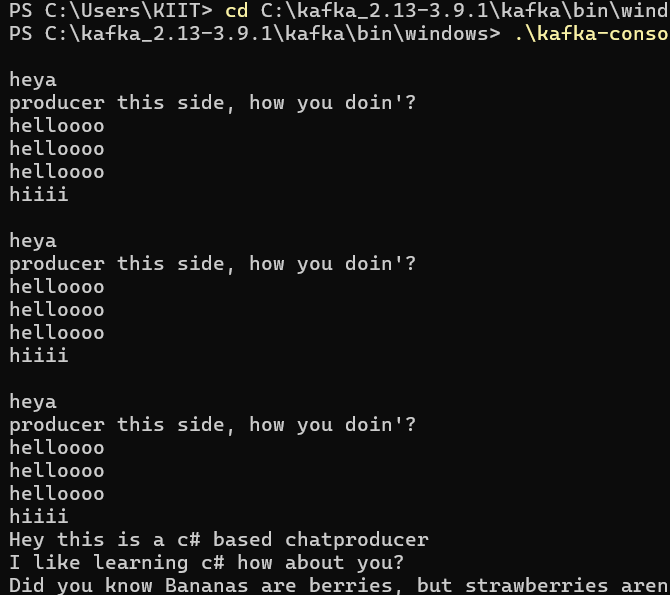 PS C:\Users\KIIT> cd C:\kafka_2.13-3.9.1\kafka\bin\wind
PS C:\kafka_2.13-3.9.1\kafka\bin\windows> .\kafka-conso
heya
producer this side, how you doin'?
helloooo
helloooo
helloooo
hiiii
heya
producer this side, how you doin'?
helloooo
helloooo
helloooo
hiiii
heya
producer this side, how you doin'?
helloooo
helloooo
helloooo
hiiii
Hey this is a c# based chatproducer
I like learning c# how about you?
Did you know Bananas are berries, but strawberries aren